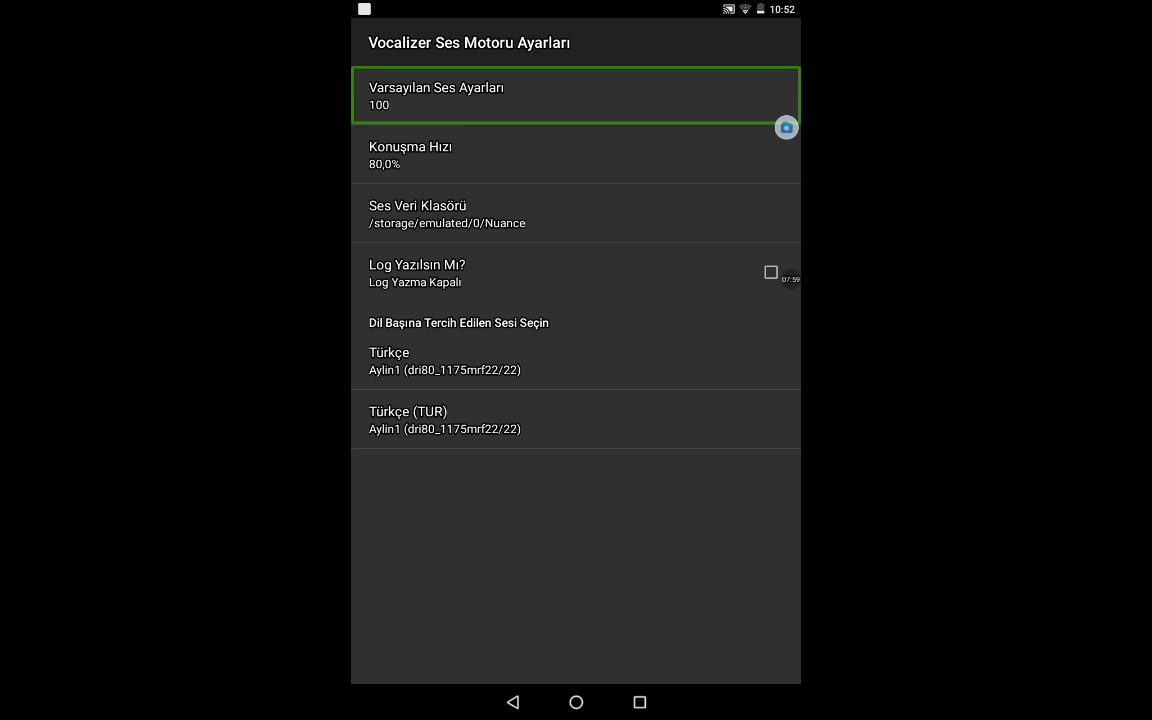 10:52
Vocalizer Ses Motoru Ayarları
Varsayılan Ses Ayarları
100
Konuşma Hızı
80,0%
Ses Veri Klasörü
/storage/emulated/0/Nuance
Log Yazılsın Mı?
Log Yazma Kapalı
07:59
Dil Başına Tercih Edilen Sesi Seçin
Türkçe
Aylin1 (dri80_1175mrf22/22)
Türkçe (TUR)
Aylin1 (dri80_1175mrf22/22)